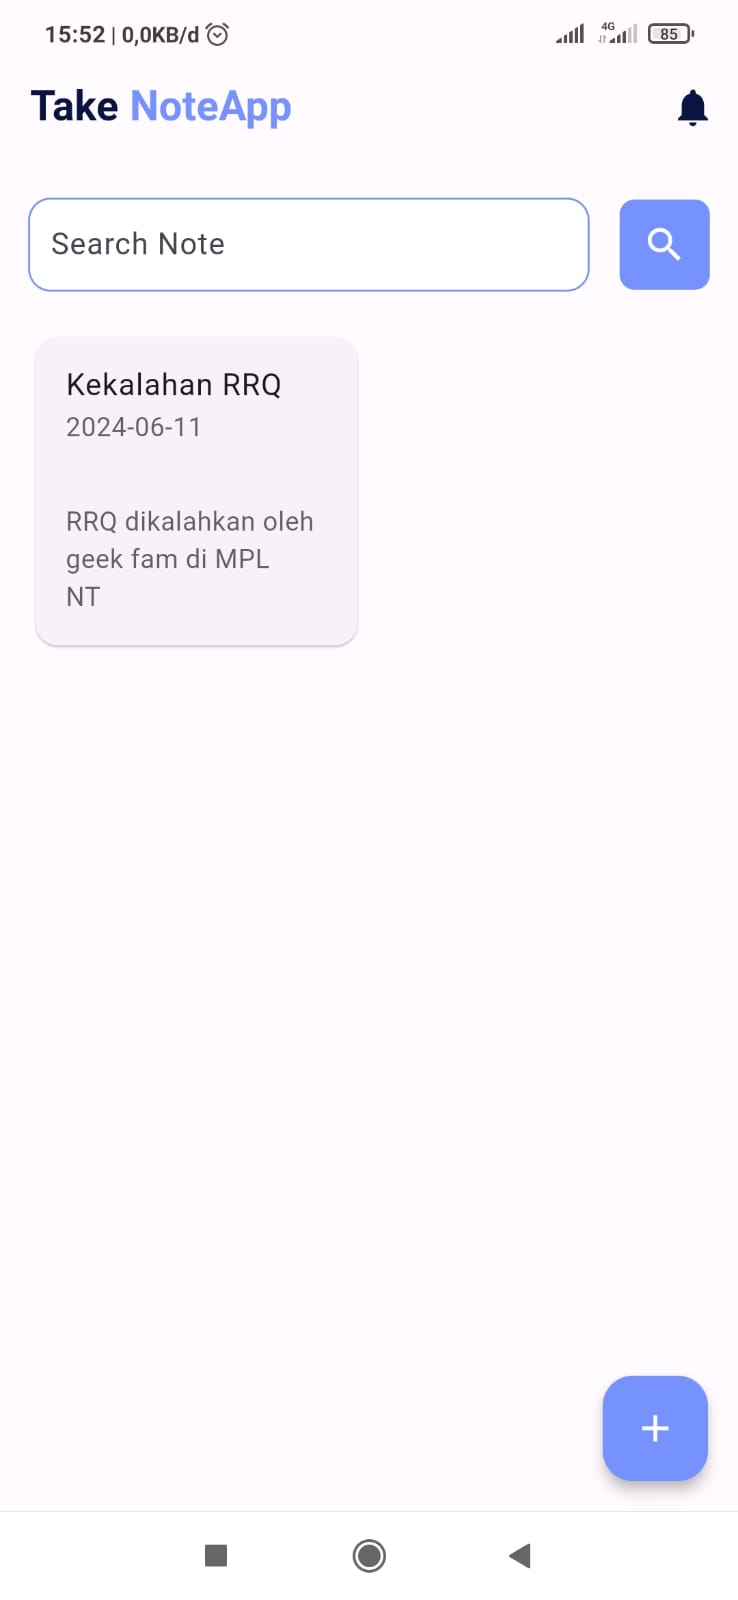 15:52 | 0,0KB/d
4G
85
Take NoteApp
Search Note
Kekalahan RRQ
2024-06-11
RRQ dikalahkan oleh
geek fam di MPL
NT